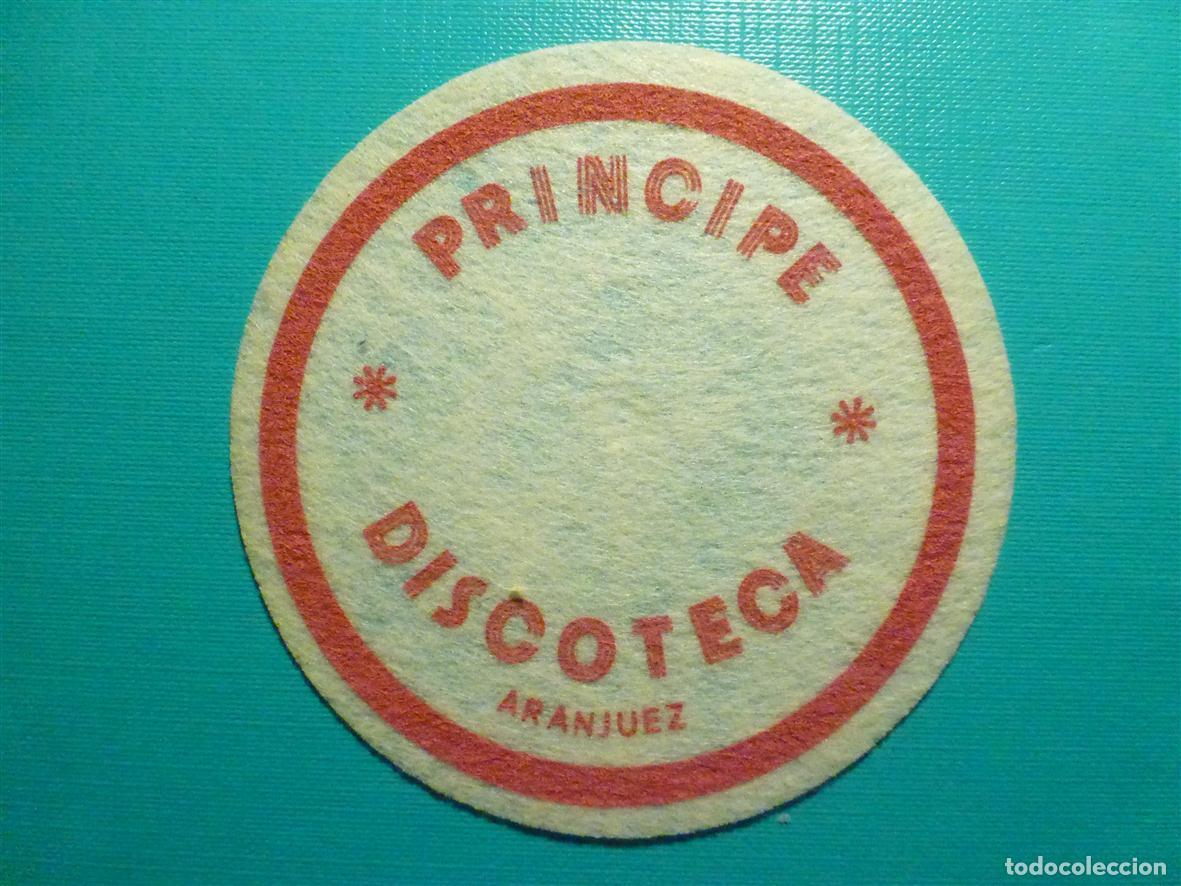 PRINCIPE
* *
DISCOTECA
ARANJUEZ
todocoleccion